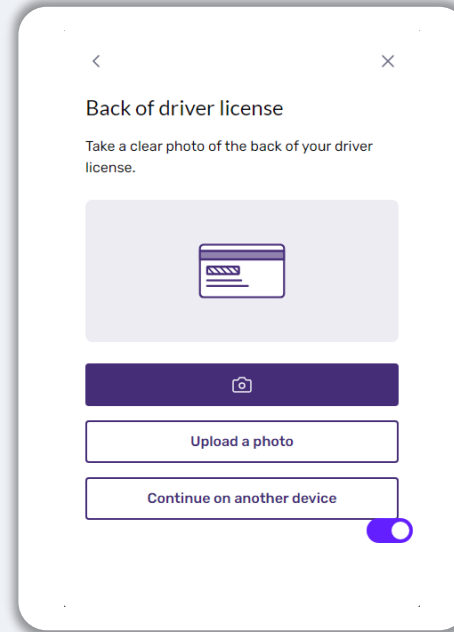 Back of driver license
Take a clear photo of the back of your driver
license.
Upload a photo
Continue on another device